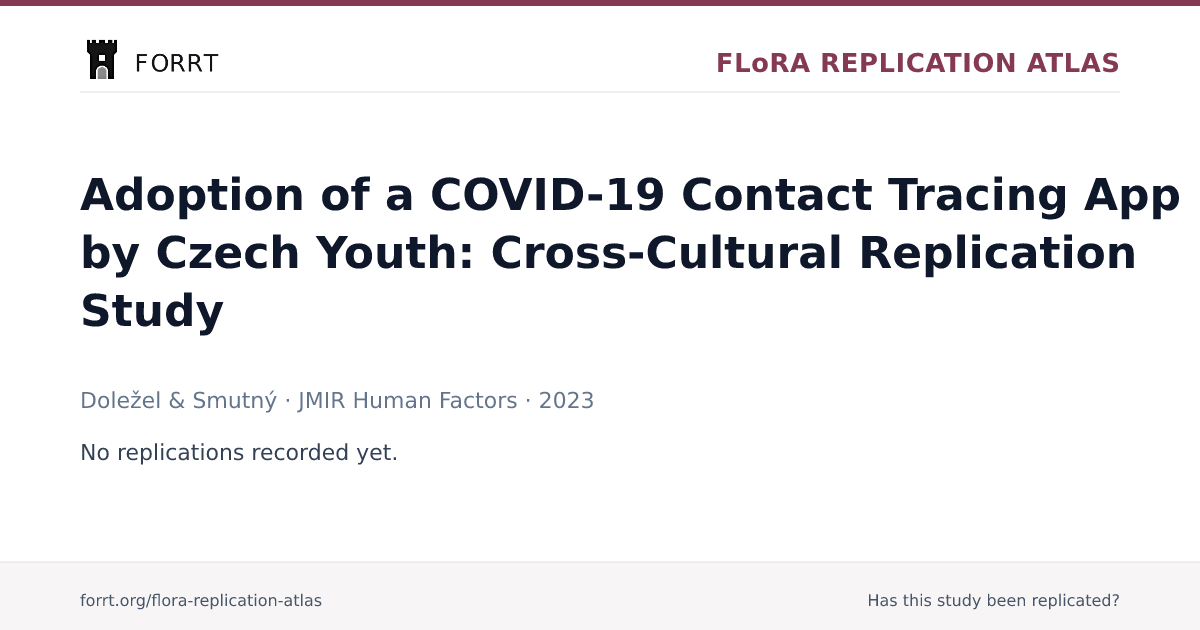 FORRT
FLoRA REPLICATION ATLAS
Adoption of a COVID-19 Contact Tracing App
by Czech Youth: Cross-Cultural Replication
Study
Doležel & Smutný · JMIR Human Factors · 2023
No replications recorded yet.
forrt.org/flora-replication-atlas
Has this study been replicated?